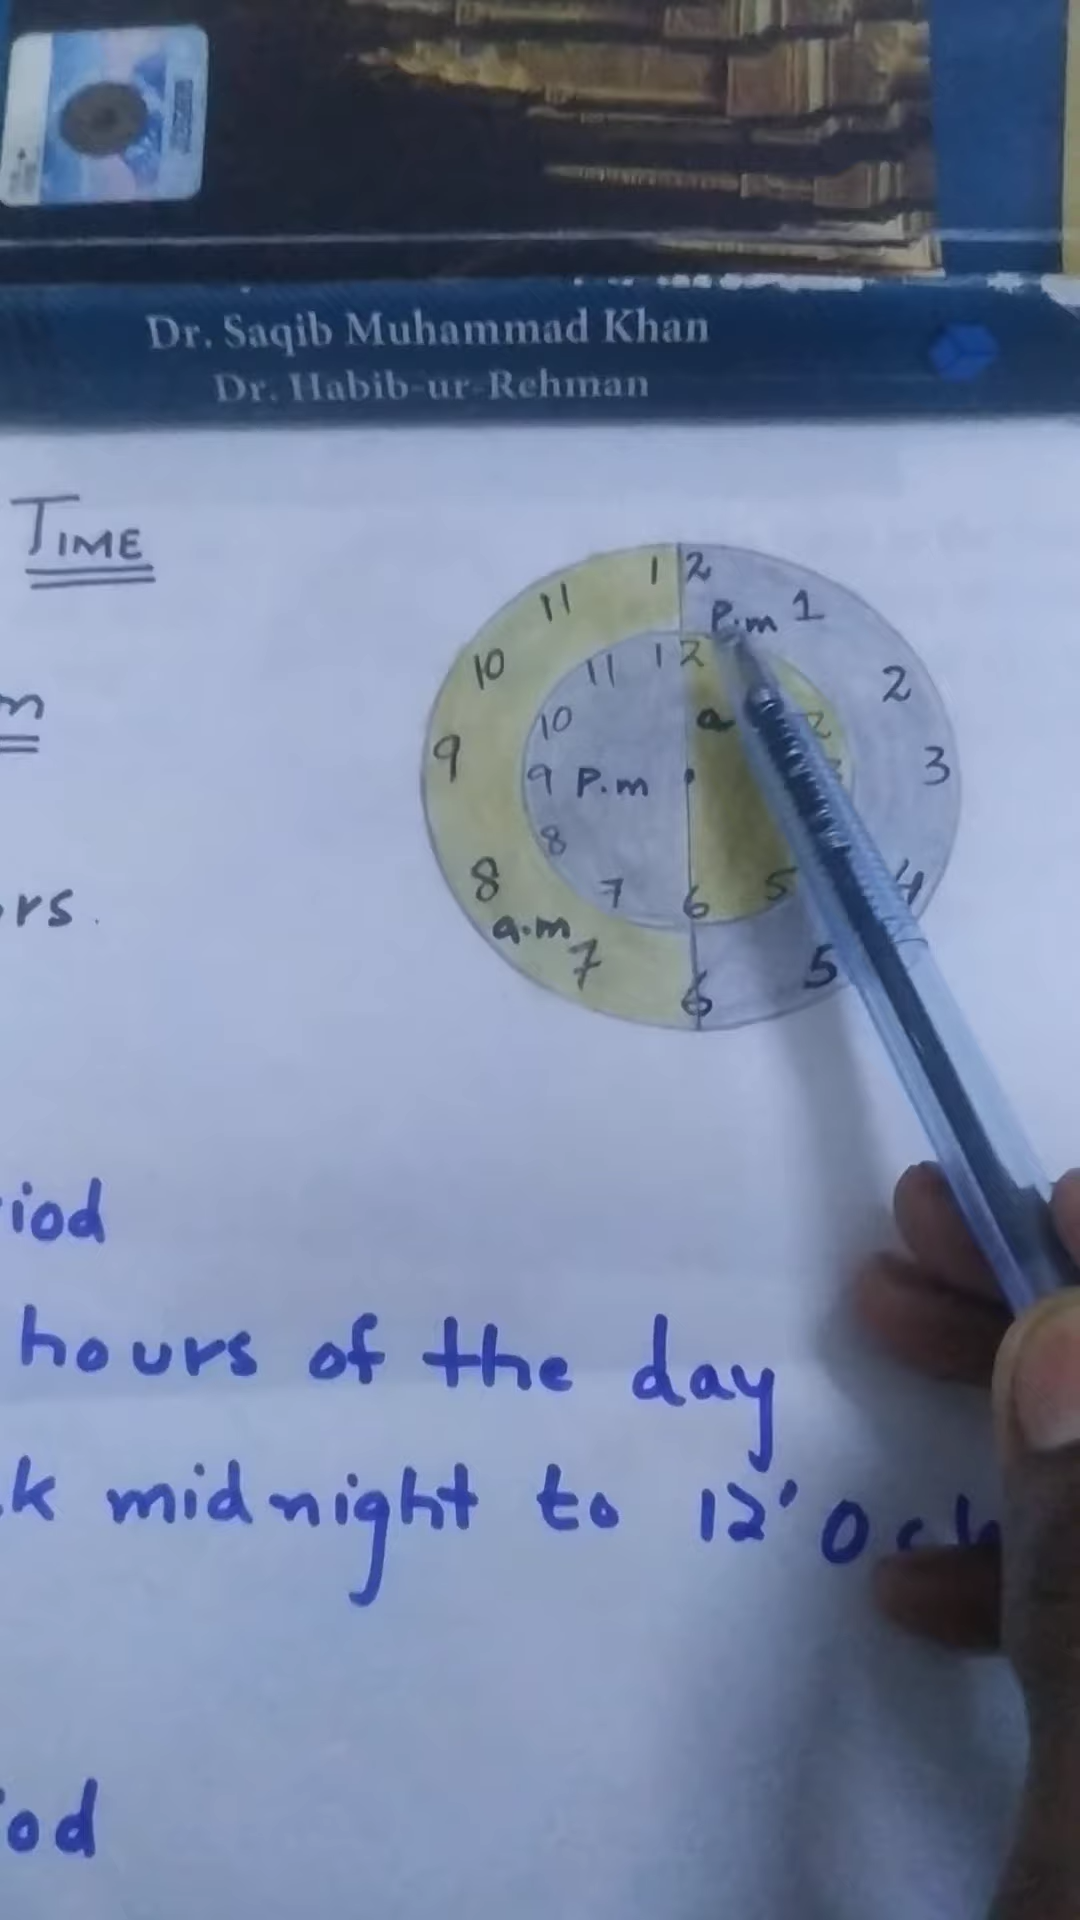 Dr. Saqib Muhammad Khan
Dr. Habib-ur-Rehman
TIME
12
11
P.m 1
12
11
10
2
10
a
2
9
9 P.m
3
8
8
7
6
5
4
a.m
7
5
6
m
rs.
iod
hours of the day
k midnight to 12'
od